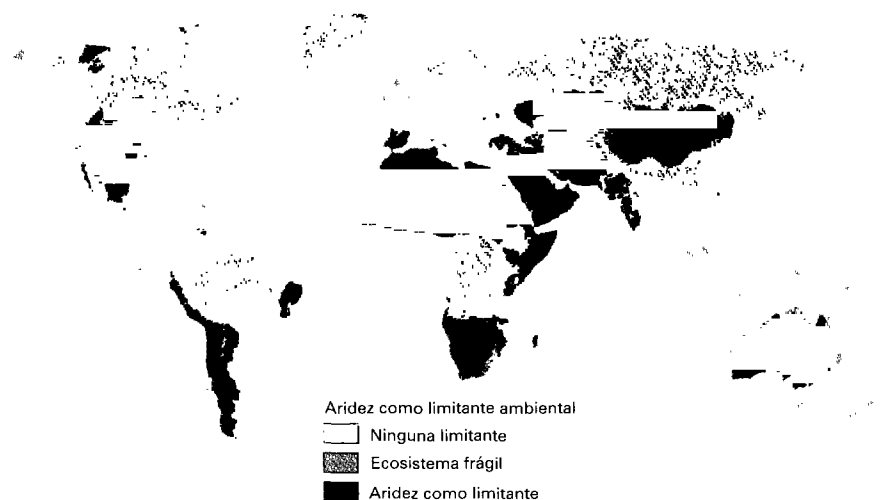 Aridez como limitante ambiental
Ninguna limitante
Ecosistema frágil
Aridez como limitante